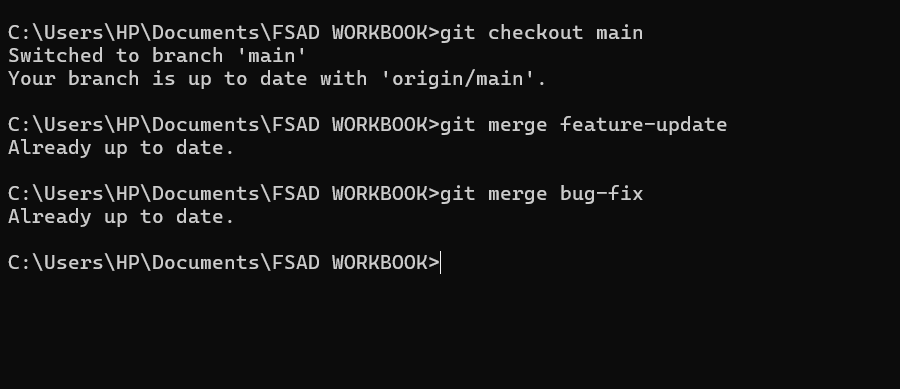 C:\Users\HP\Documents\FSAD WORKBOOK>git checkout main
Switched to branch 'main'
Your branch is up to date with 'origin/main'.
C:\Users\HP\Documents\FSAD WORKBOOK>git merge feature-update
Already up to date.
C:\Users\HP\Documents\FSAD WORKBOOK>git merge bug-fix
Already up to date.
C:\Users\HP\Documents\FSAD WORKBOOK>